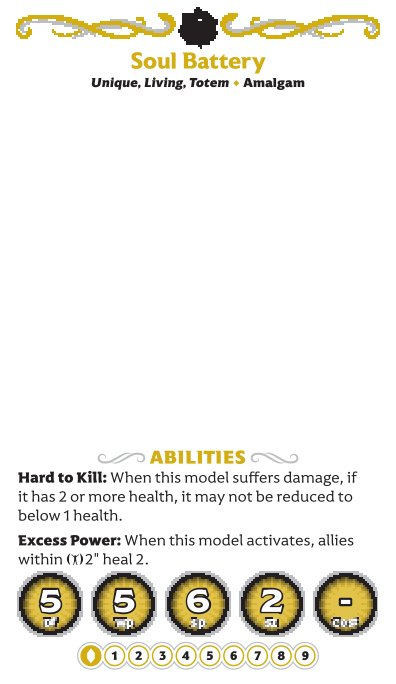 Soul Battery
Unique, Living, Totem • Amalgam
ABILITIES
Hard to Kill: When this model suffers damage, if
it has 2 or more health, it may not be reduced to
below 1 health.
Excess Power: When this model activates, allies
within 2" heal 2.
5 5 6 2 -
Df Wp Sp Sz Cost
1 2 3 4 5 6 7 8 9